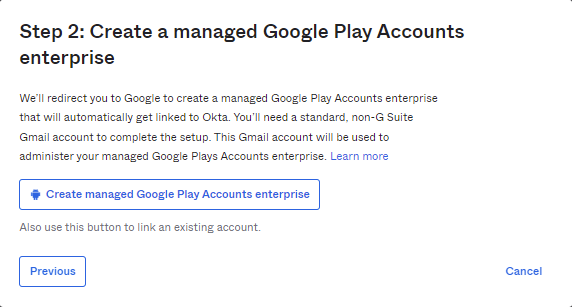 Step 2: Create a managed Google Play Accounts
enterprise
We'll redirect you to Google to create a managed Google Play Accounts enterprise
that will automatically get linked to Okta. You'll need a standard, non-G Suite
Gmail account to complete the setup. This Gmail account will be used to
administer your managed Google Plays Accounts enterprise. Learn more
Create managed Google Play Accounts enterprise
Also use this button to link an existing account.
Previous
Cancel